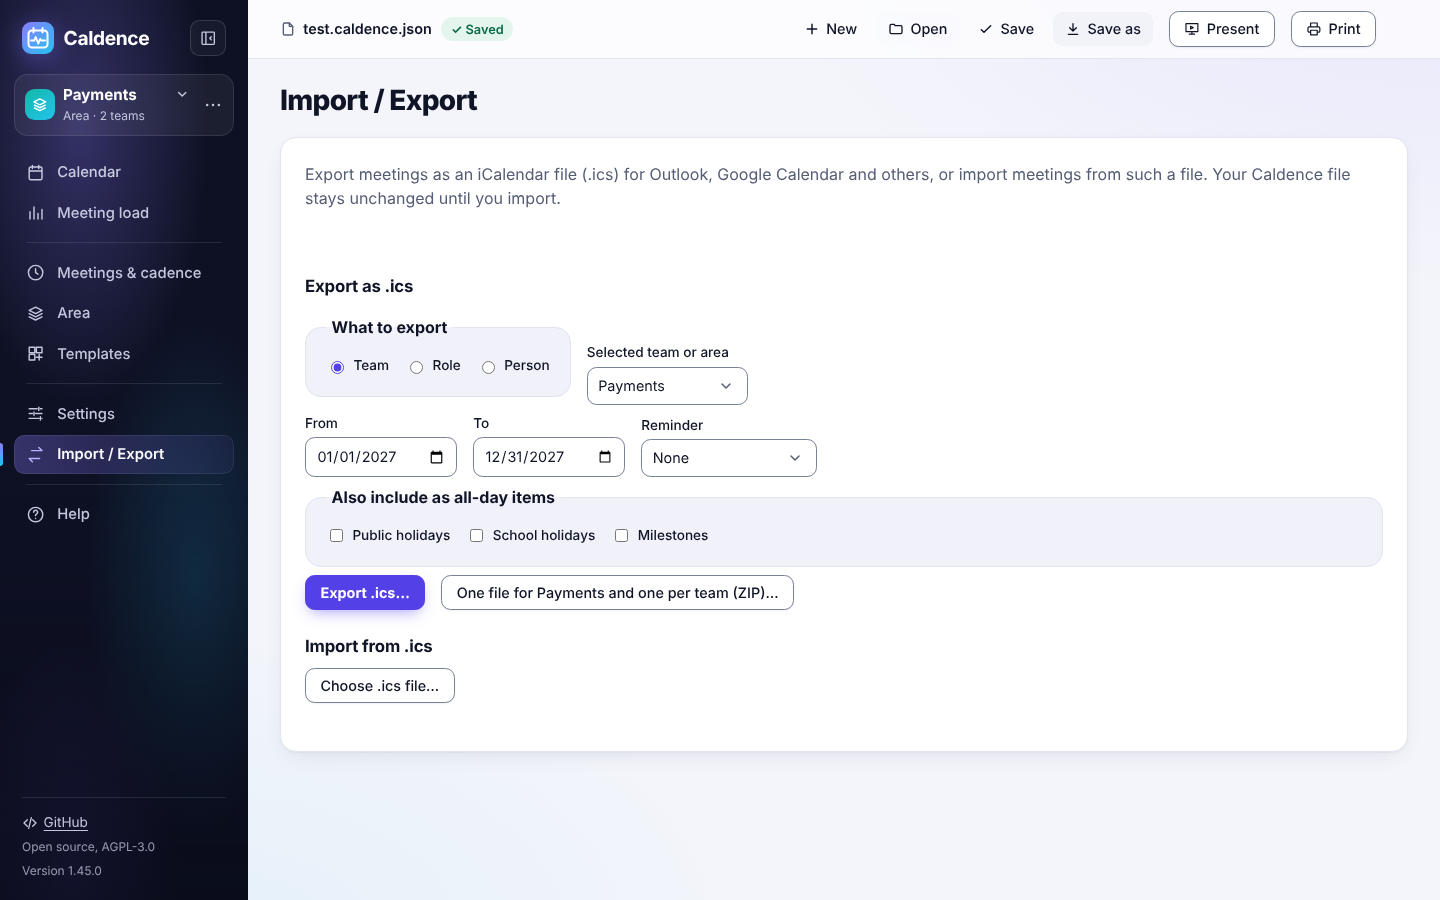 Caldence
Payments
Area · 2 teams
Calendar
Meeting load
Meetings & cadence
Area
Templates
Settings
Import / Export
Help
GitHub
Open source, AGPL-3.0
Version 1.45.0
test.caldence.json
Saved
New
Open
Save
Save as
Present
Print
Import / Export
Export meetings as an iCalendar file (.ics) for Outlook, Google Calendar and others, or import meetings from such a file. Your Caldence file
stays unchanged until you import.
Export as .ics
What to export
Team
Role
Person
Selected team or area
Payments
From
To
Reminder
01/01/2027
12/31/2027
None
Also include as all-day items
Public holidays
School holidays
Milestones
Export .ics...
One file for Payments and one per team (ZIP)...
Import from .ics
Choose .ics file...